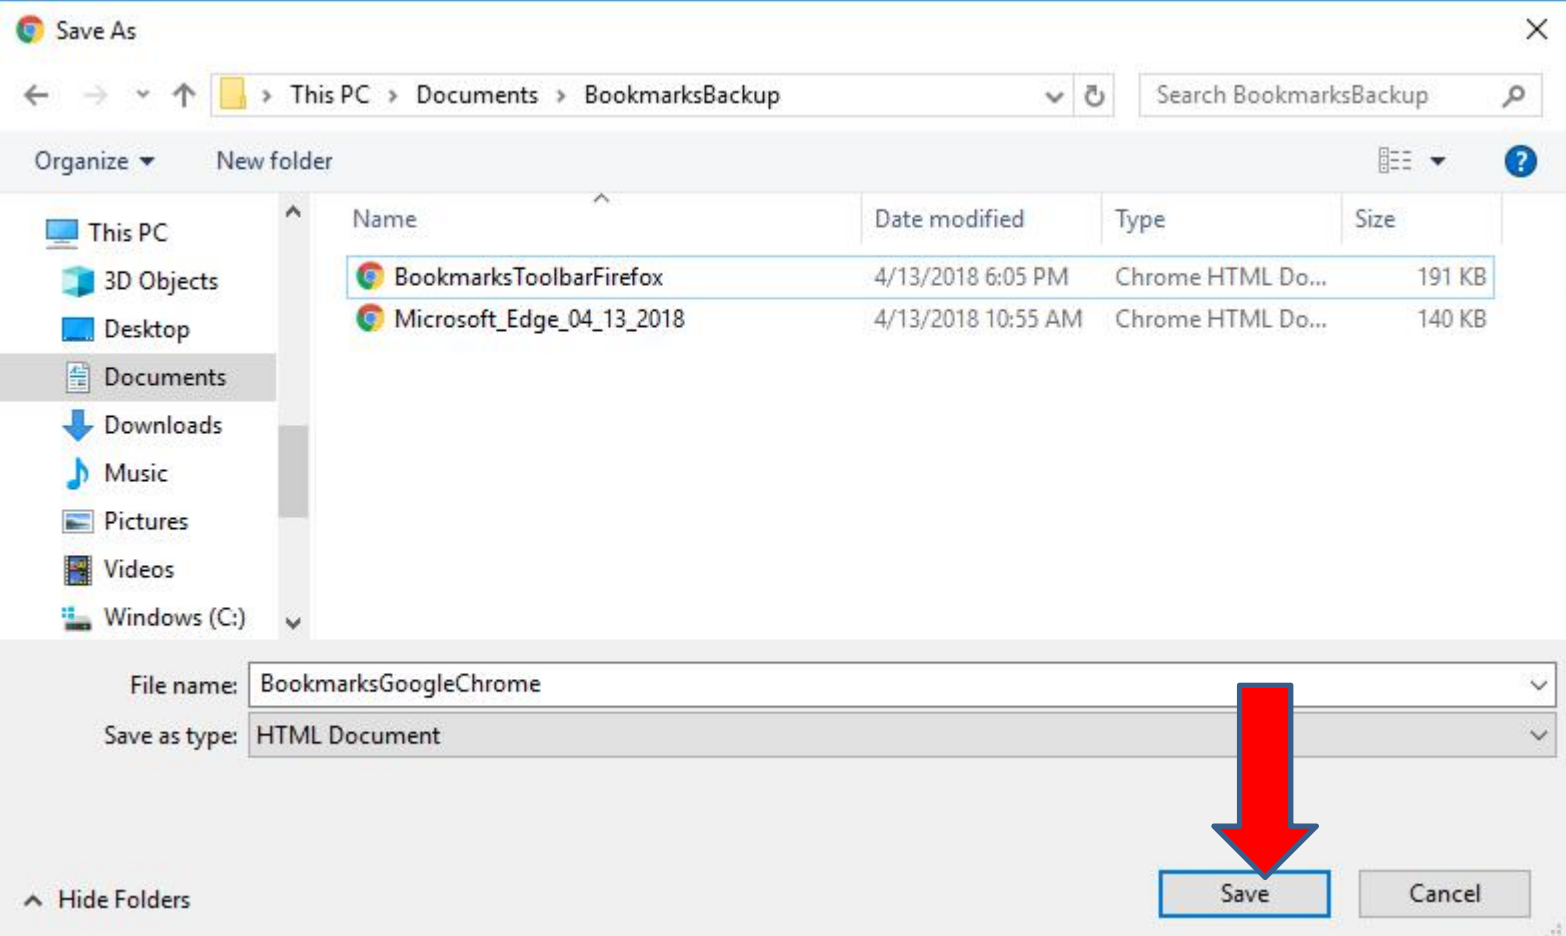 Save As
This PC > Documents > BookmarksBackup
Search BookmarksBackup
Organize
New folder
?
Name
Date modified
Type
Size
This PC
3D Objects
Desktop
Documents
Downloads
Music
Pictures
Videos
Windows (C:)
BookmarksToolbarFirefox 4/13/2018 6:05 PM Chrome HTML Do... 191 KB
Microsoft_Edge_04_13_2018 4/13/2018 10:55 AM Chrome HTML Do... 140 KB
File name: BookmarksGoogleChrome
Save as type: HTML Document
Hide Folders
Save
Cancel